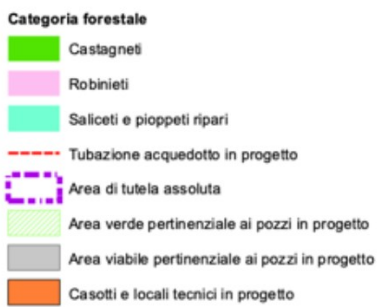 Categoria forestale
Castagneti
Robinieti
Saliceti e pioppeti ripari
Tubazione acquedotto in progetto
Area di tutela assoluta
Area verde pertinenziale ai pozzi in progetto
Area viabile pertinenziale ai pozzi in progetto
Casotti e locali tecnici in progetto